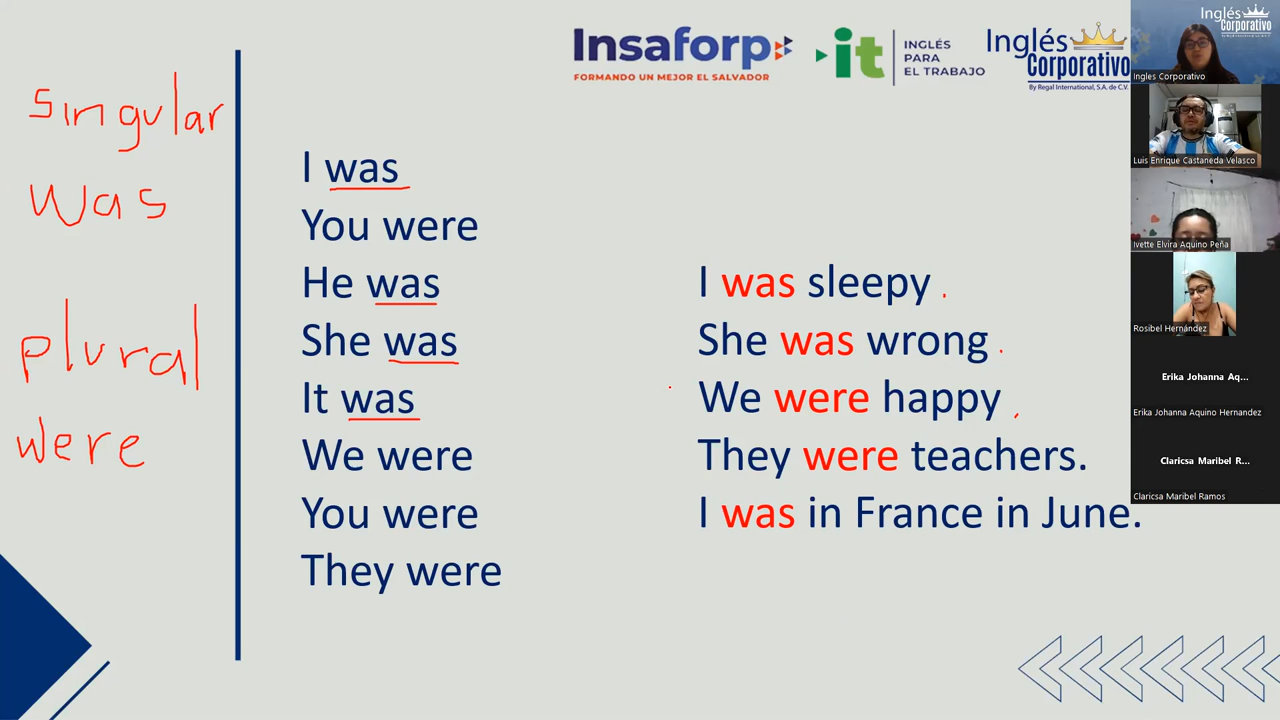 Insaforp
FORMANDO UN MEJOR EL SALVADOR
it
INGLÉS
PARA
EL TRABAJO
Inglés
Corporativo
By Regal International, S.A. de C.V.
singular
was
plural
were
I was
You were
He was
She was
It was
We were
You were
They were
I was sleepy.
She was wrong.
We were happy.
They were teachers.
I was in France in June.
Inglés
Corporativo
Ingles Corporativo
Luis Enrique Castaneda Velasco
Ivette Elvira Aquino Peña
Rosibel Hernández
Erika Johanna Aq...
Erika Johanna Aquino Hernandez
Claricsa Maribel R...
Claricsa Maribel Ramos